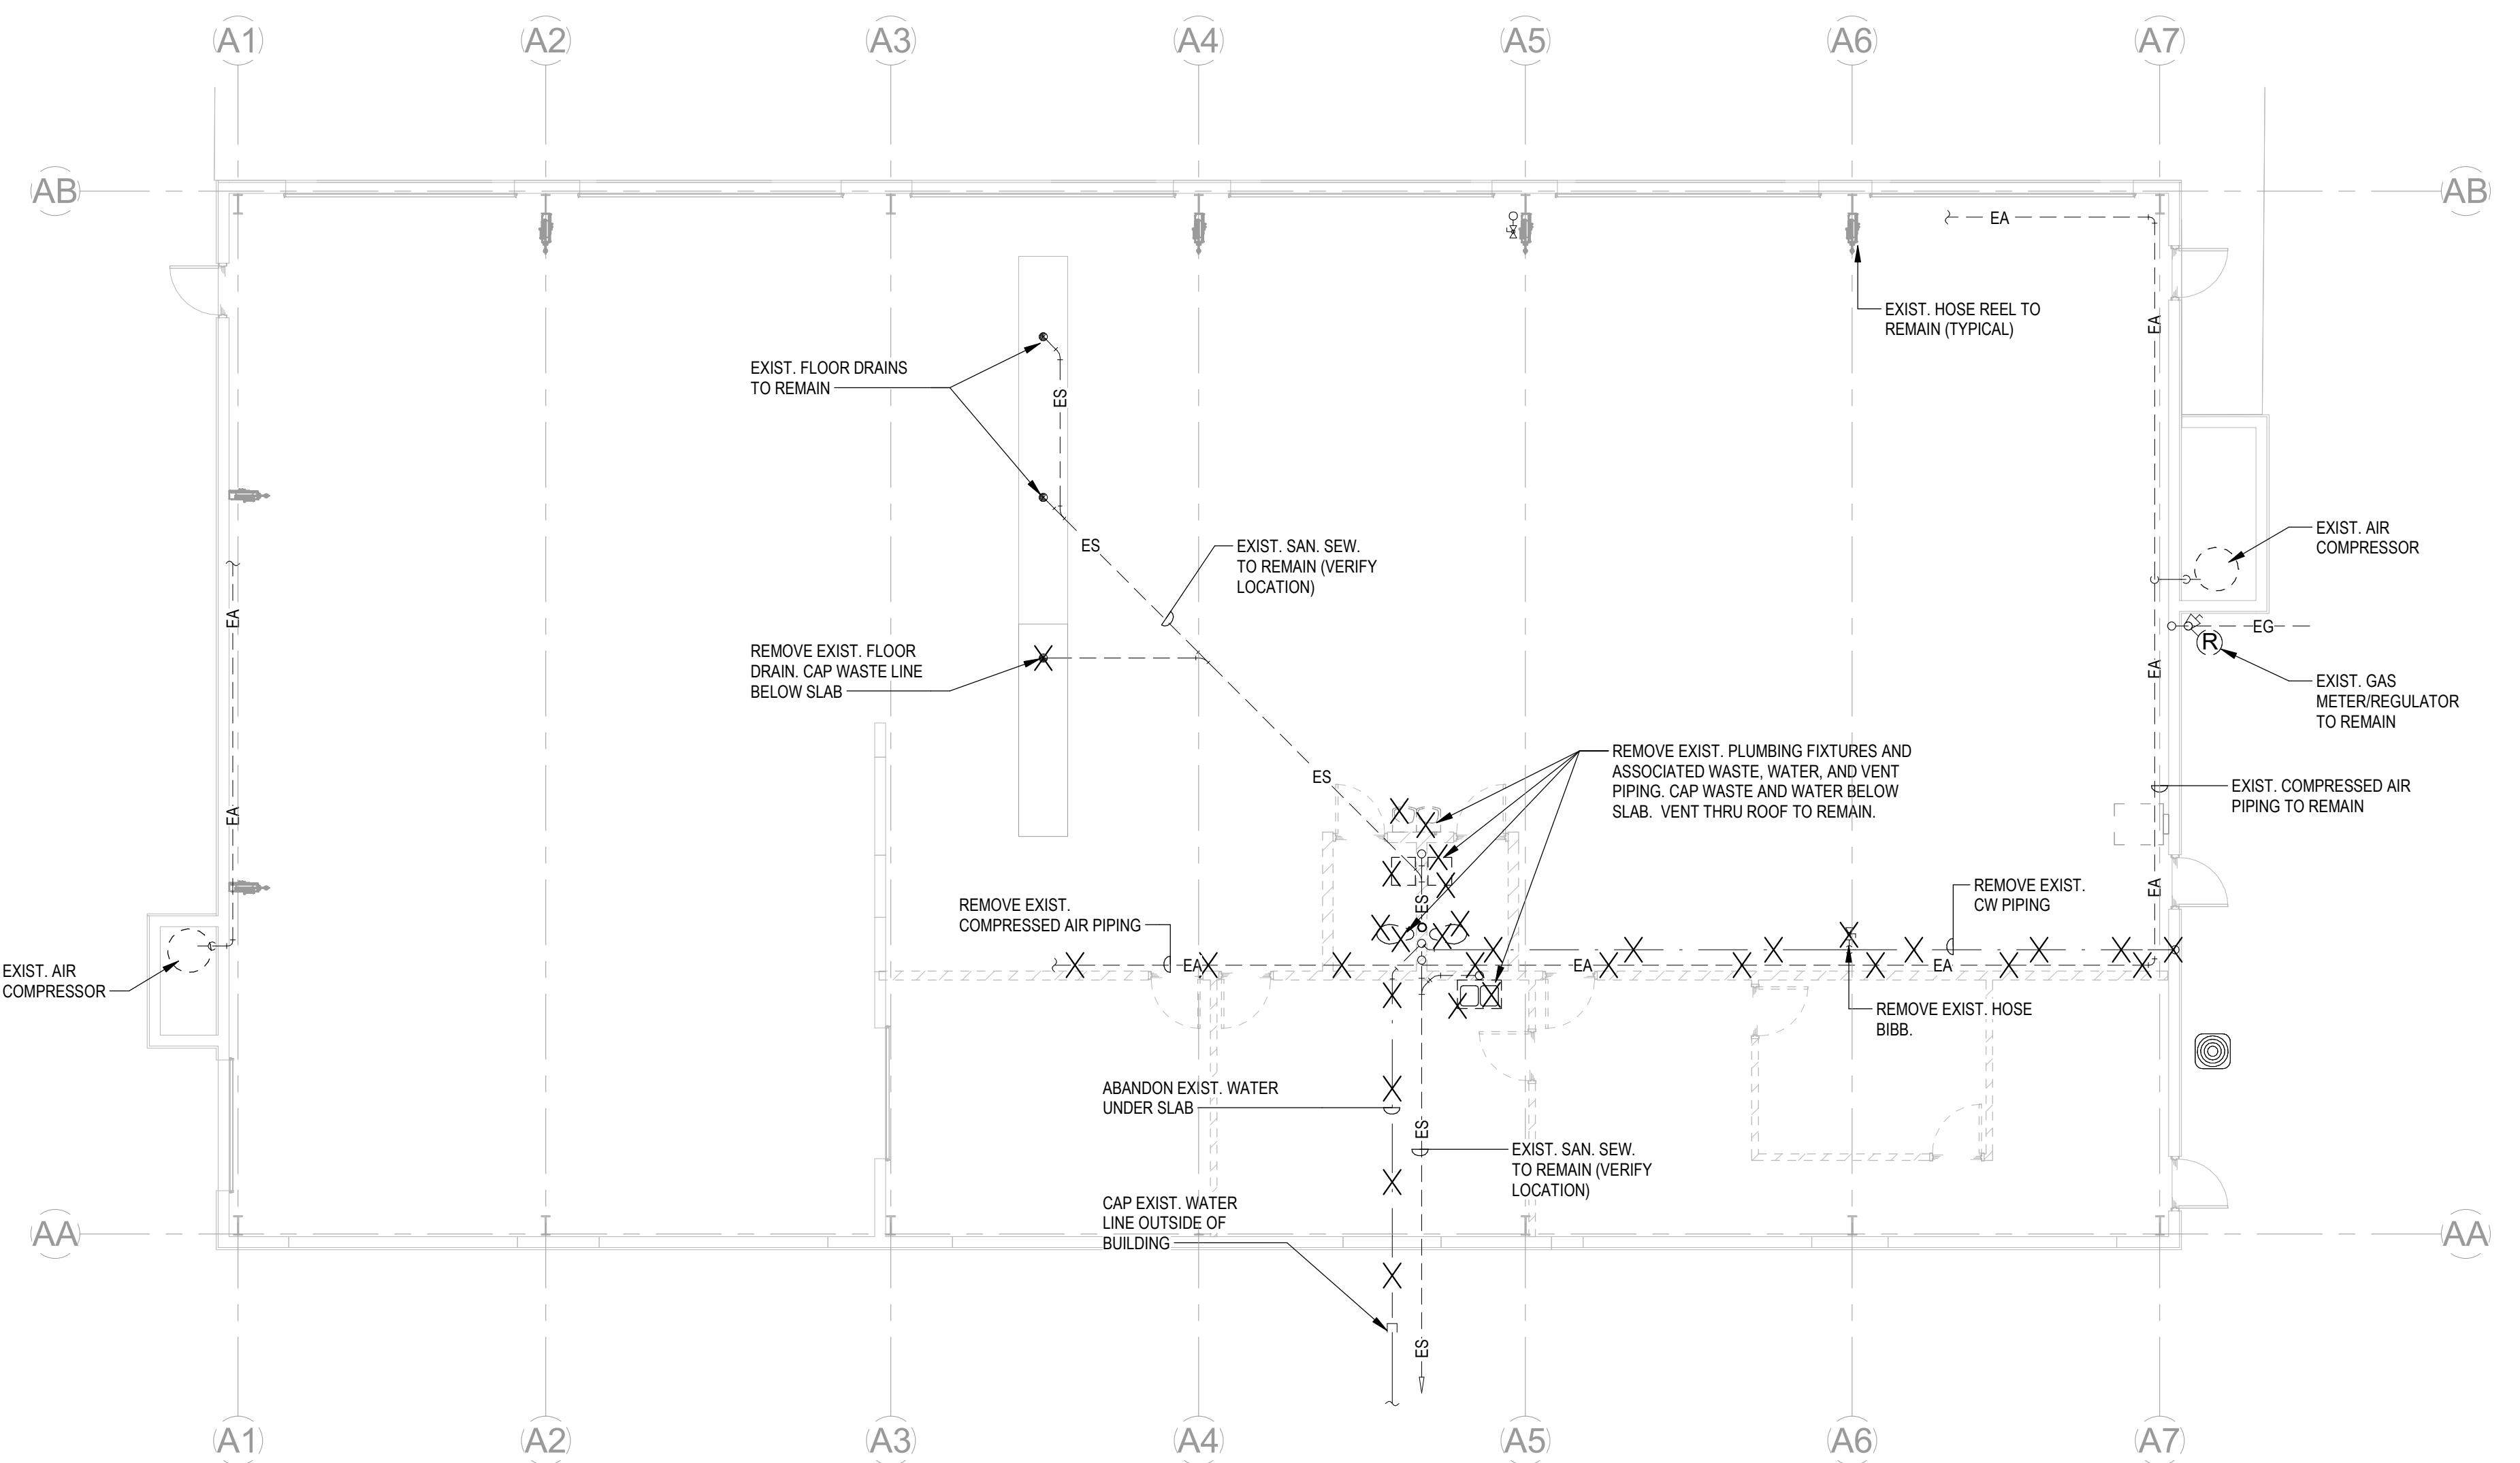 A1 A2 A3 A4 A5 A6 A7
AB AB
EA
EXIST. HOSE REEL TO
REMAIN (TYPICAL)
EA
EXIST. FLOOR DRAINS
TO REMAIN
ES
ES
EXIST. SAN. SEW.
TO REMAIN (VERIFY
LOCATION)
EXIST. AIR
COMPRESSOR
EA
EG
R
REMOVE EXIST. FLOOR
DRAIN. CAP WASTE LINE
BELOW SLAB
EA
EXIST. GAS
METER/REGULATOR
TO REMAIN
ES
REMOVE EXIST. PLUMBING FIXTURES AND
ASSOCIATED WASTE, WATER, AND VENT
PIPING. CAP WASTE AND WATER BELOW
SLAB. VENT THRU ROOF TO REMAIN.
EXIST. COMPRESSED AIR
PIPING TO REMAIN
EA
REMOVE EXIST.
COMPRESSED AIR PIPING
ES
REMOVE EXIST.
CW PIPING
EA
EA
EA
EA
EXIST. AIR
COMPRESSOR
REMOVE EXIST. HOSE
BIBB.
ABANDON EXIST. WATER
UNDER SLAB
ES
EXIST. SAN. SEW.
TO REMAIN (VERIFY
LOCATION)
CAP EXIST. WATER
LINE OUTSIDE OF
BUILDING
AA AA
ES
A1 A2 A3 A4 A5 A6 A7